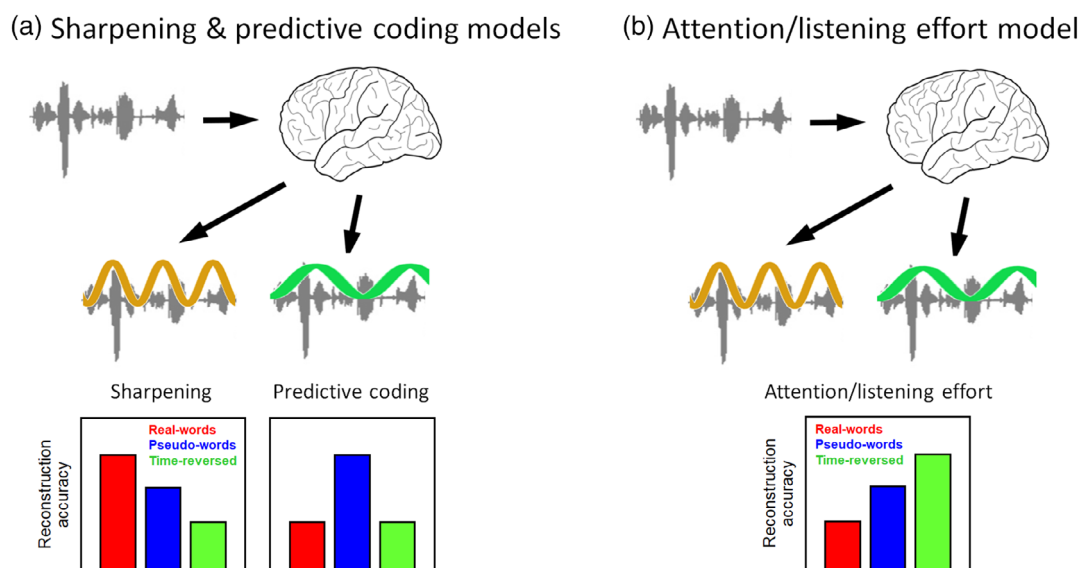 (a) Sharpening & predictive coding models
(b) Attention/listening effort model
Sharpening
Predictive coding
Reconstruction
accuracy
Real-words
Pseudo-words
Time-reversed
Attention/listening effort
Reconstruction
accuracy
Real-words
Pseudo-words
Time-reversed